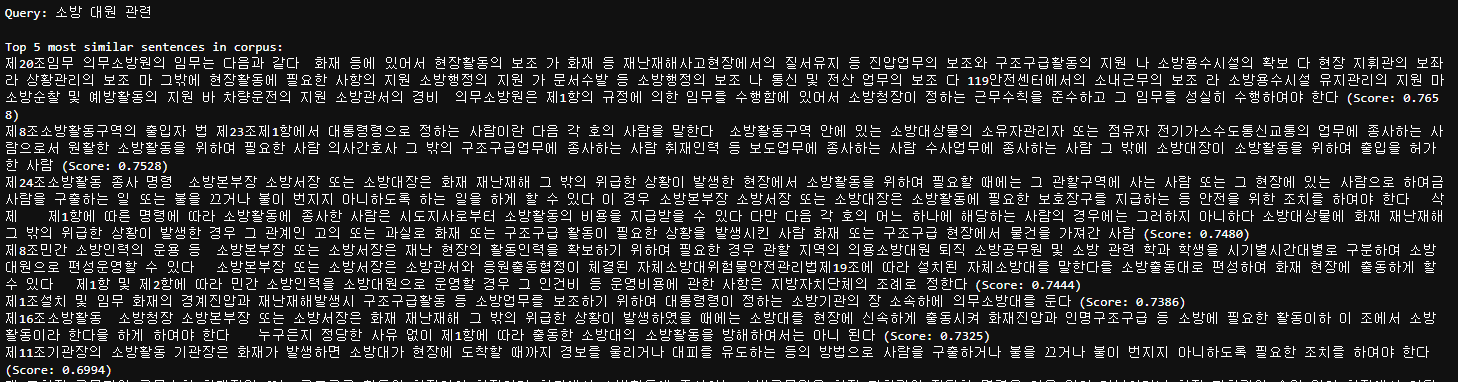 Query: 소방 대원 관련
Top 5 most similar sentences in corpus:
제20조임무 의무소방원의 임무는 다음과 같다  화재 등에 있어서 현장활동의 보조 가 화재 등 재난재해사고현장에서의 질서유지 등 진압업무의 보조와 구조구급활동의 지원 나 소방용수시설의 확보 다 현장 지휘관의 보좌
라 상황관리의 보조 마 그밖에 현장활동에 필요한 사항의 지원 소방행정의 지원 가 문서수발 등 소방행정의 보조 나 통신 및 전산 업무의 보조 다 119안전센터에서의 소내근무의 보조 라 소방용수시설 유지관리의 지원 마
소방순찰 및 예방활동의 지원 바 차량운전의 지원 소방관서의 경비  의무소방원은 제1항의 규정에 의한 임무를 수행함에 있어서 소방청장이 정하는 근무수칙을 준수하고 그 임무를 성실히 수행하여야 한다 (Score: 0.765
8)
제8조소방활동구역의 출입자 법 제23조제1항에서 대통령령으로 정하는 사람이란 다음 각 호의 사람을 말한다  소방활동구역 안에 있는 소방대상물의 소유자관리자 또는 점유자 전기가스수도통신교통의 업무에 종사하는 사
람으로서 원활한 소방활동을 위하여 필요한 사람 의사간호사 그 밖의 구조구급업무에 종사하는 사람 취재인력 등 보도업무에 종사하는 사람 수사업무에 종사하는 사람 그 밖에 소방대장이 소방활동을 위하여 출입을 허가
한 사람 (Score: 0.7528)
제24조소방활동 종사 명령  소방본부장 소방서장 또는 소방대장은 화재 재난재해 그 밖의 위급한 상황이 발생한 현장에서 소방활동을 위하여 필요할 때에는 그 관할구역에 사는 사람 또는 그 현장에 있는 사람으로 하여금
사람을 구출하는 일 또는 불을 끄거나 불이 번지지 아니하도록 하는 일을 하게 할 수 있다 이 경우 소방본부장 소방서장 또는 소방대장은 소방활동에 필요한 보호장구를 지급하는 등 안전을 위한 조치를 하여야 한다  삭
제   제1항에 따른 명령에 따라 소방활동에 종사한 사람은 시도지사로부터 소방활동의 비용을 지급받을 수 있다 다만 다음 각 호의 어느 하나에 해당하는 사람의 경우에는 그러하지 아니하다 소방대상물에 화재 재난재해
그 밖의 위급한 상황이 발생한 경우 그 관계인 고의 또는 과실로 화재 또는 구조구급 활동이 필요한 상황을 발생시킨 사람 화재 또는 구조구급 현장에서 물건을 가져간 사람 (Score: 0.7480)
제8조민간 소방인력의 운용 등  소방본부장 또는 소방서장은 재난 현장의 활동인력을 확보하기 위하여 필요한 경우 관할 지역의 의용소방대원 퇴직 소방공무원 및 소방 관련 학과 학생을 시기별시간대별로 구분하여 소방
대원으로 편성운영할 수 있다  소방본부장 또는 소방서장은 소방관서와 응원출동협정이 체결된 자체소방대위험물안전관리법제19조에 따라 설치된 자체소방대를 말한다를 소방출동대로 편성하여 화재 현장에 출동하게 할
수 있다  제1항 및 제2항에 따라 민간 소방인력을 소방대원으로 운영할 경우 그 인건비 등 운영비용에 관한 사항은 지방자치단체의 조례로 정한다 (Score: 0.7444)
제1조설치 및 임무 화재의 경계진압과 재난재해발생시 구조구급활동 등 소방업무를 보조하기 위하여 대통령령이 정하는 소방기관의 장 소속하에 의무소방대를 둔다 (Score: 0.7386)
제16조소방활동  소방청장 소방본부장 또는 소방서장은 화재 재난재해 그 밖의 위급한 상황이 발생하였을 때에는 소방대를 현장에 신속하게 출동시켜 화재진압과 인명구조구급 등 소방에 필요한 활동이하 이 조에서 소방
활동이라 한다을 하게 하여야 한다   누구든지 정당한 사유 없이 제1항에 따라 출동한 소방대의 소방활동을 방해하여서는 아니 된다 (Score: 0.7325)
제11조기관장의 소방활동 기관장은 화재가 발생하면 소방대가 현장에 도착할 때까지 경보를 울리거나 대피를 유도하는 등의 방법으로 사람을 구출하거나 불을 끄거나 불이 번지지 아니하도록 필요한 조치를 하여야 한다
(Score: 0.6994)